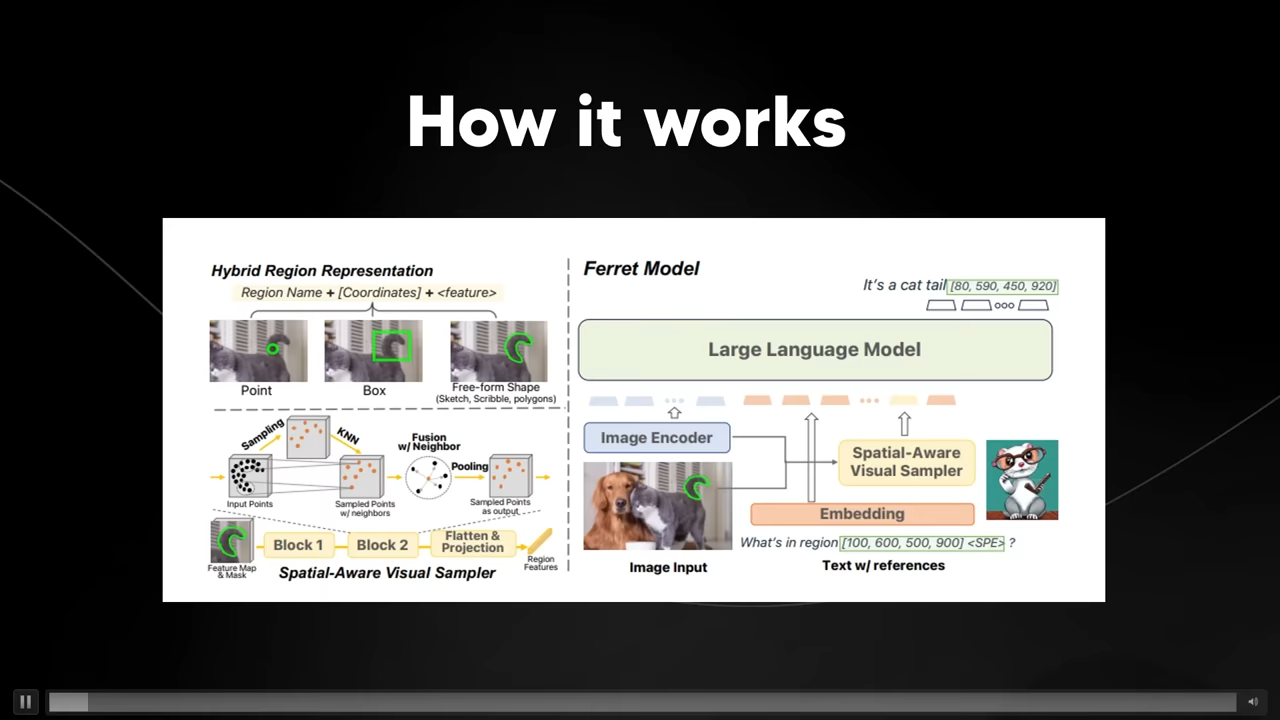 How it works
Hybrid Region Representation
Region Name + [Coordinates] + <feature>
Point
Box
Free-form Shape
(Sketch, Scribble, polygons)
Sampling
KNN
Fusion
w/ Neighbor
Pooling
Input Points
Sampled Points
w/ neighbors
Sampled Points
as output
Block 1
Block 2
Flatten &
Projection
Feature Map
& Mask
Region
Features
Spatial-Aware Visual Sampler
Ferret Model
It's a cat tail [80, 590, 450, 920]
Large Language Model
Image Encoder
Spatial-Aware
Visual Sampler
Embedding
What's in region [100, 600, 500, 900] <SPE> ?
Image Input
Text w/ references